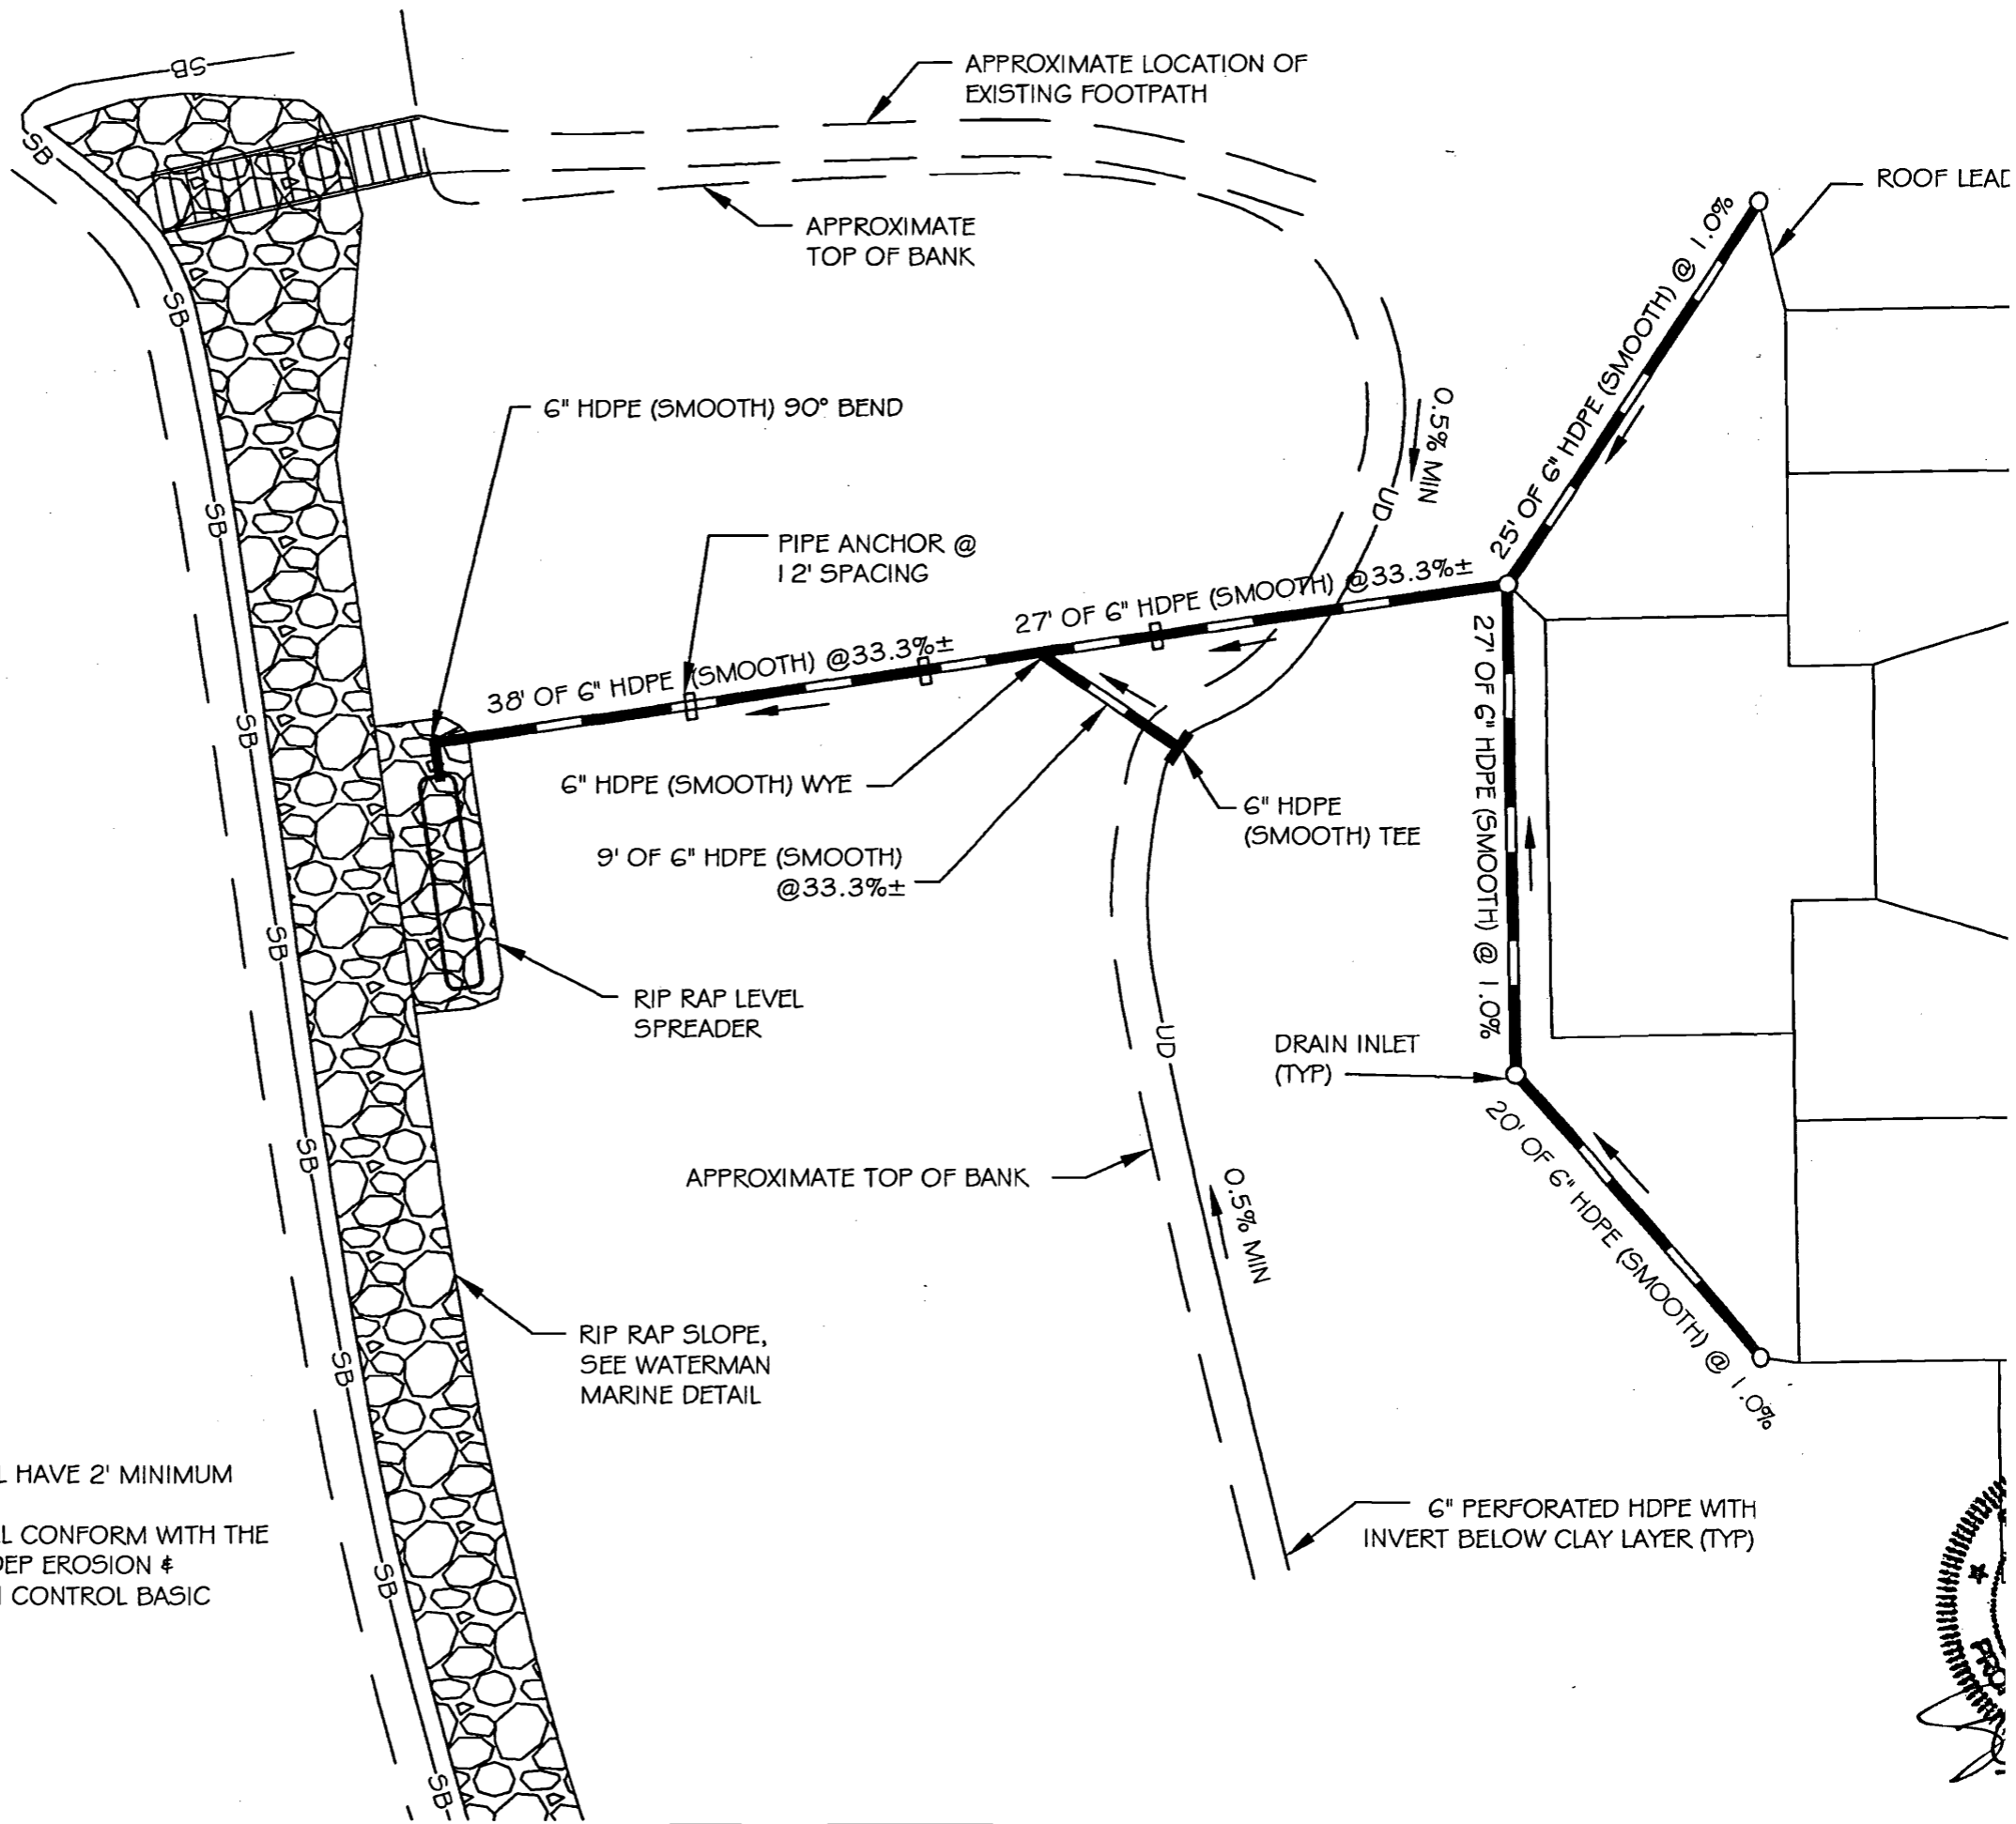 SB
APPROXIMATE LOCATION OF
EXISTING FOOTPATH
SB
ROOF LEAD
APPROXIMATE
TOP OF BANK
25' OF 6" HDPE (SMOOTH) @ 1.0%
SB
6" HDPE (SMOOTH) 90° BEND
0.5% MIN
UD
SB
PIPE ANCHOR @
12' SPACING
27' OF 6" HDPE (SMOOTH) @33.3%±
38' OF 6" HDPE (SMOOTH) @33.3%±
27' OF 6" HDPE (SMOOTH) @ 1.0%
SB
6" HDPE (SMOOTH) WYE
6" HDPE
(SMOOTH) TEE
9' OF 6" HDPE (SMOOTH)
@33.3%±
SB
RIP RAP LEVEL
SPREADER
UD
DRAIN INLET
(TYP)
SB
20' OF 6" HDPE (SMOOTH) @ 1.0%
APPROXIMATE TOP OF BANK
0.5% MIN
RIP RAP SLOPE,
SEE WATERMAN
MARINE DETAIL
SB
HAVE 2' MINIMUM
CONFORM WITH THE
DEP EROSION &
CONTROL BASIC
SB
6" PERFORATED HDPE WITH
INVERT BELOW CLAY LAYER (TYP)
PRO
SB